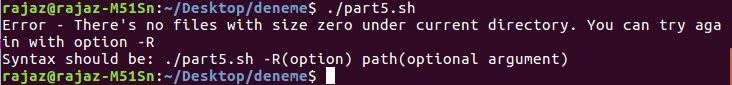 rajaz@rajaz-M51Sn:~/Desktop/deneme$ ./part5.sh
Error - There's no files with size zero under current directory. You can try aga
in with option -R
Syntax should be: ./part5.sh -R(option) path(optional argument)
rajaz@rajaz-M51Sn:~/Desktop/deneme$